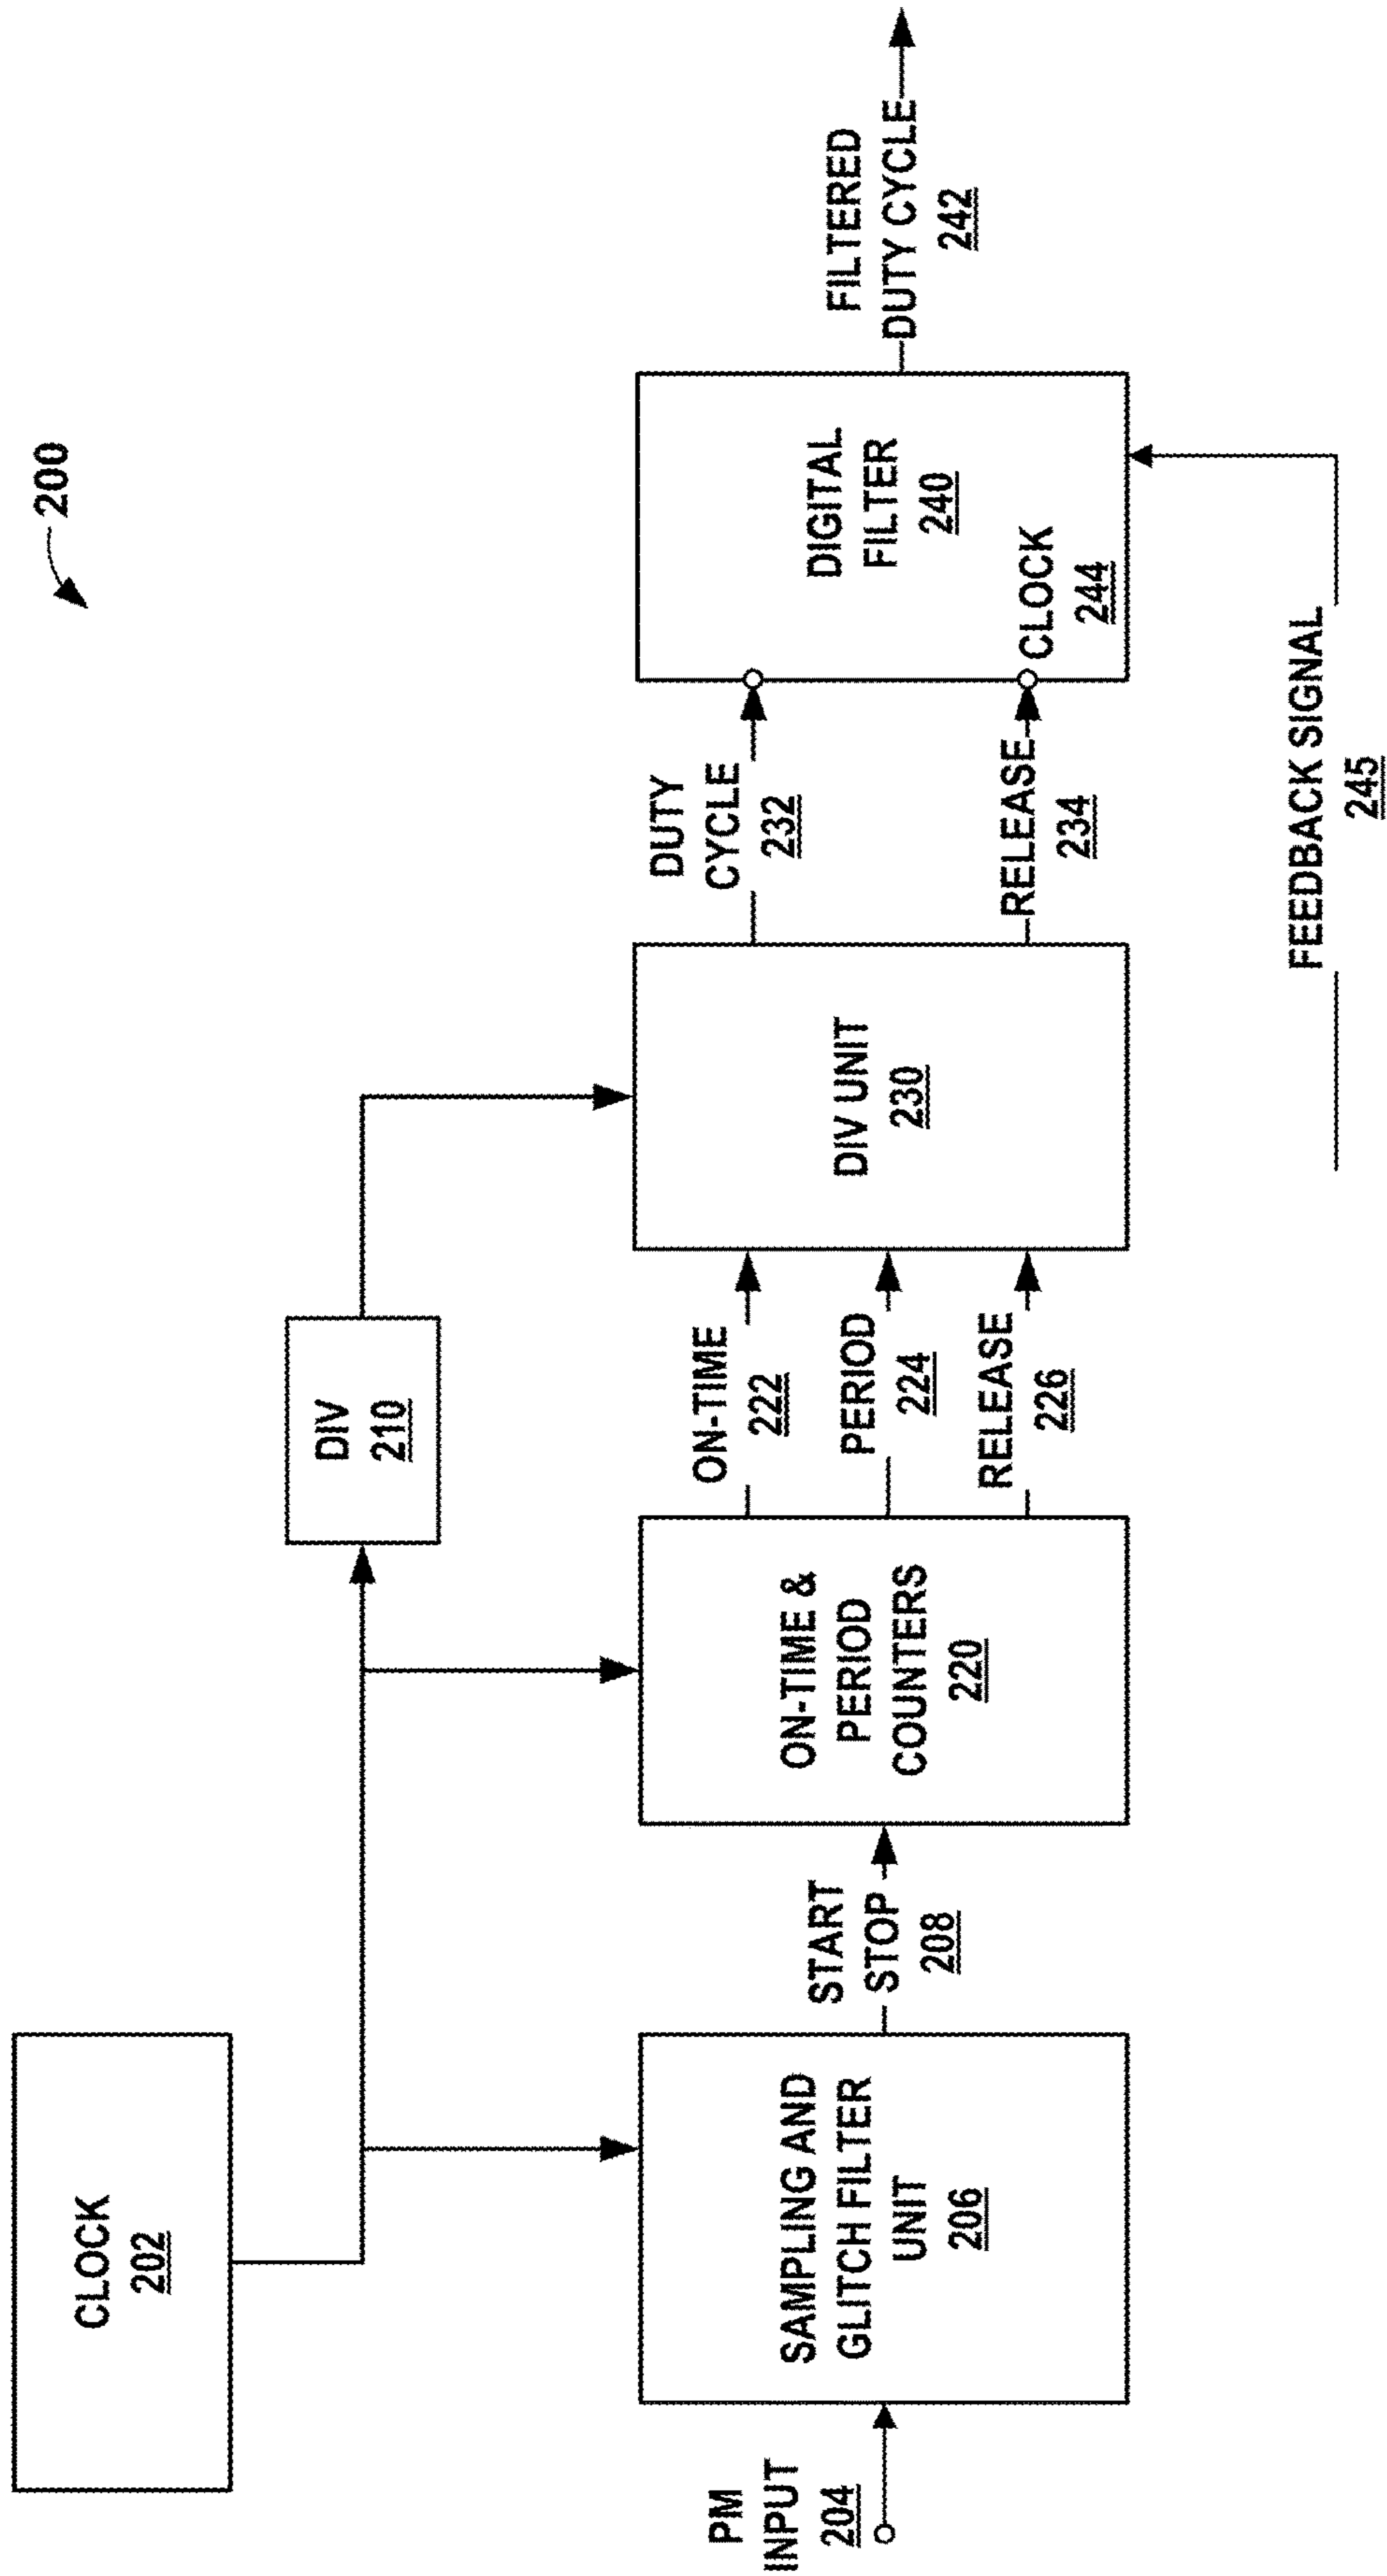 200
CLOCK
202
DIV
210
PM
INPUT
204
SAMPLING AND
GLITCH FILTER
UNIT
206
START
STOP
208
ON-TIME &
PERIOD
COUNTERS
220
ON-TIME
222
PERIOD
224
RELEASE
226
DIV UNIT
230
DUTY
CYCLE
232
RELEASE
234
DIGITAL
FILTER
240
CLOCK
244
FILTERED
DUTY CYCLE
242
FEEDBACK SIGNAL
245